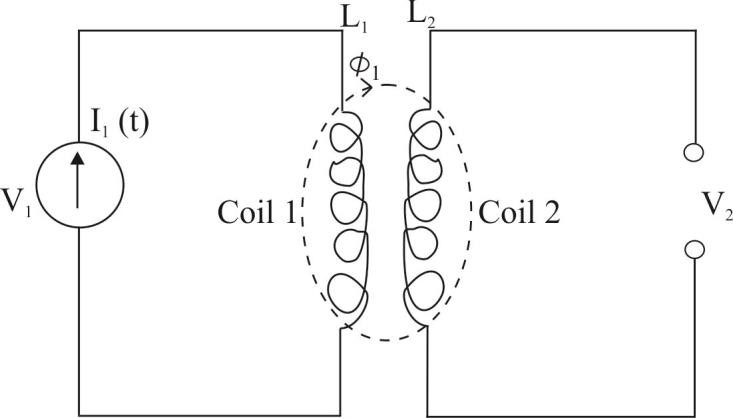 L₁ L₂
ϕ₁
I₁ (t)
V₁
Coil 1
Coil 2
V₂